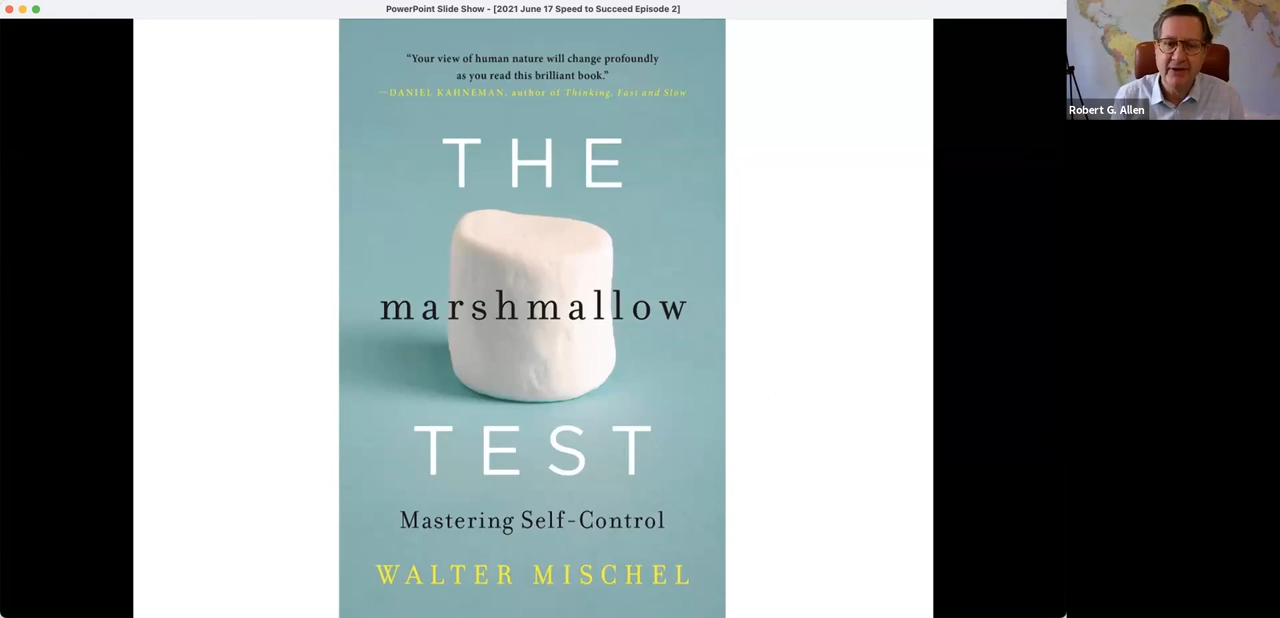 PowerPoint Slide Show - [2021 June 17 Speed to Succeed Episode 2]
“Your view of human nature will change profoundly
as you read this brilliant book.”
—DANIEL KAHNEMAN, author of Thinking, Fast and Slow
THE
marshmallow
TEST
Mastering Self-Control
WALTER MISCHEL
Robert G. Allen